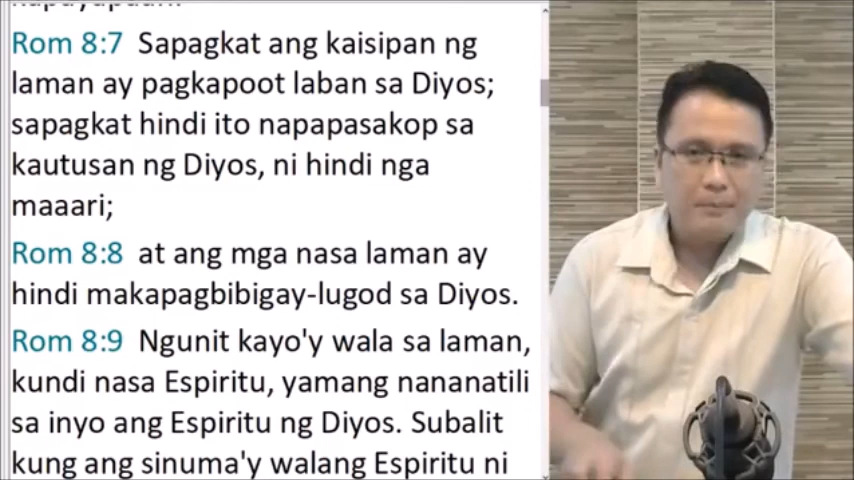 Rom 8:7 Sapagkat ang kaisipan ng
laman ay pagkapoot laban sa Diyos;
sapagkat hindi ito napapasakop sa
kautusan ng Diyos, ni hindi nga
maaari;
Rom 8:8 at ang mga nasa laman ay
hindi makapagbibigay-lugod sa Diyos.
Rom 8:9 Ngunit kayo'y wala sa laman,
kundi nasa Espiritu, yamang nananatili
sa inyo ang Espiritu ng Diyos. Subalit
kung ang sinuma'y walang Espiritu ni